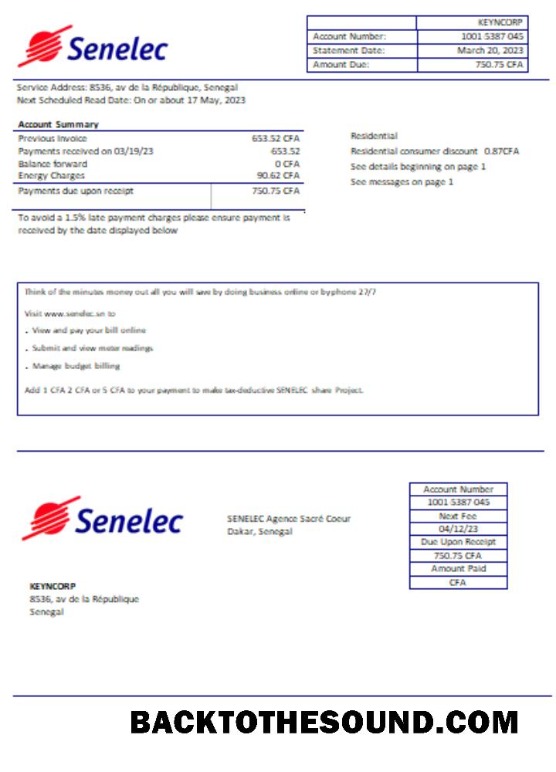 Senelec
KEYNCORP
Account Number: 1001 5387 045
Statement Date: March 20, 2023
Amount Due: 750.75 CFA
Service Address: 8536, av de la République, Senegal
Next Scheduled Read Date: On or about 17 May, 2023
Account Summary
Previous Invoice 653.52 CFA
Payments received on 03/19/23 -653.52
Balance forward 0 CFA
Energy Charges 90.62 CFA
Payments due upon receipt 750.75 CFA
To avoid a 1.5% late payment charges please ensure payment is
received by the date displayed below
Residential
Residential consumer discount 0.87CFA
See details beginning on page 1
See messages on page 1
Think of the minutes money out all you will save by doing business online or by phone 27/7
Visit www.senelec.sn to
. View and pay your bill online
. Submit and view meter readings
. Manage budget billing
Add 1 CFA 2 CFA or 5 CFA to your payment to make tax-deductive SENELEC share Project.
Senelec
SENELEC Agence Sacré Coeur
Dakar, Senegal
Account Number
1001 5387 045
Next Fee
04/12/23
Due Upon Receipt
750.75 CFA
Amount Paid
CFA
KEYNCORP
8536, av de la République
Senegal
BACKTOTHESOUND.COM